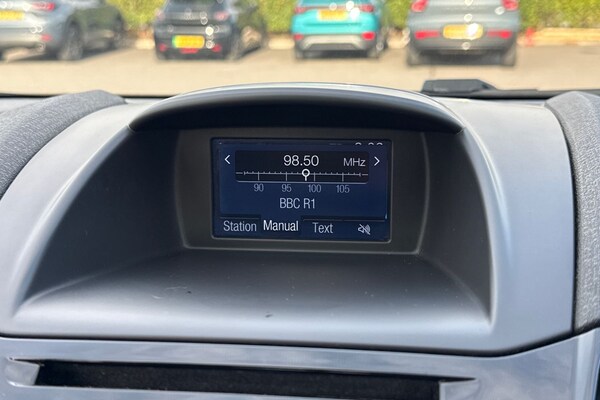 98.50 MHz
90 95 100 105
BBC R1
Station Manual Text